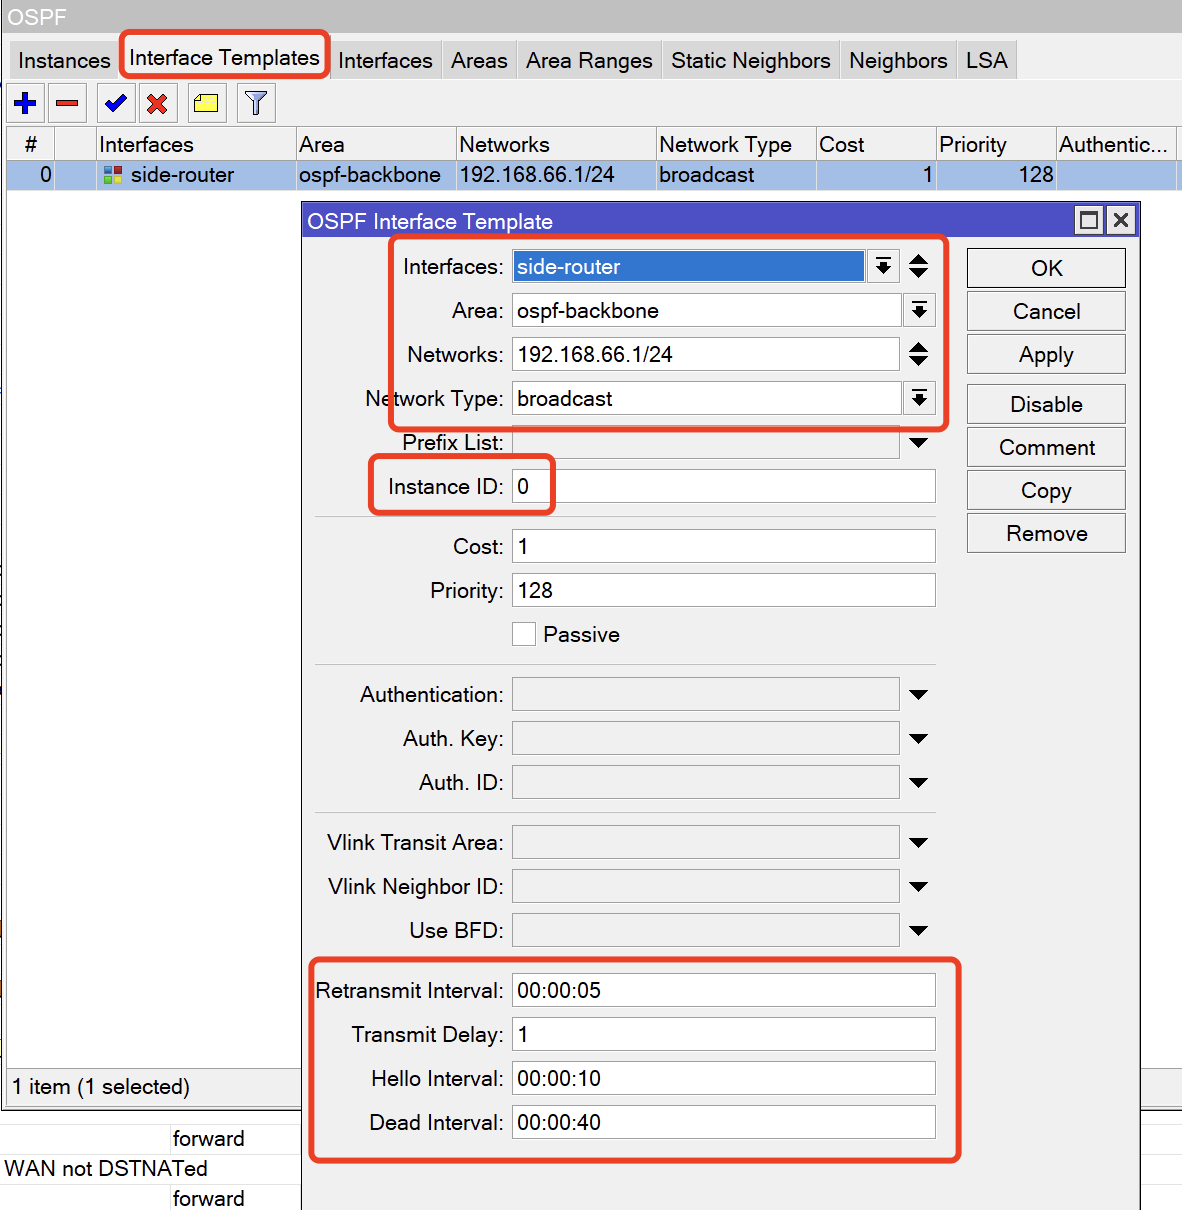 OSPF
Instances Interface Templates Interfaces Areas Area Ranges Static Neighbors Neighbors LSA
# Interfaces Area Networks Network Type Cost Priority Authentic...
0 side-router ospf-backbone 192.168.66.1/24 broadcast 1 128
OSPF Interface Template
Interfaces: side-router
Area: ospf-backbone
Networks: 192.168.66.1/24
Network Type: broadcast
Prefix List:
Instance ID: 0
Cost: 1
Priority: 128
Passive
Authentication:
Auth. Key:
Auth. ID:
Vlink Transit Area:
Vlink Neighbor ID:
Use BFD:
Retransmit Interval: 00:00:05
Transmit Delay: 1
Hello Interval: 00:00:10
Dead Interval: 00:00:40
OK
Cancel
Apply
Disable
Comment
Copy
Remove
1 item (1 selected)
forward
WAN not DSTNATed
forward